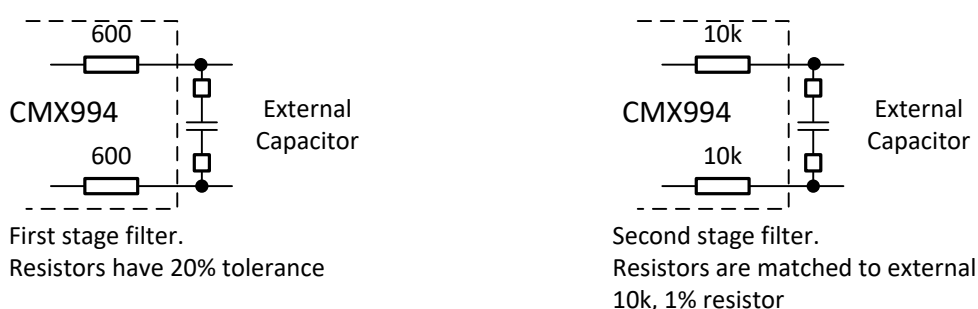 600
CMX994
External
Capacitor
600
First stage filter.
Resistors have 20% tolerance
10k
CMX994
External
Capacitor
10k
Second stage filter.
Resistors are matched to external
10k, 1% resistor